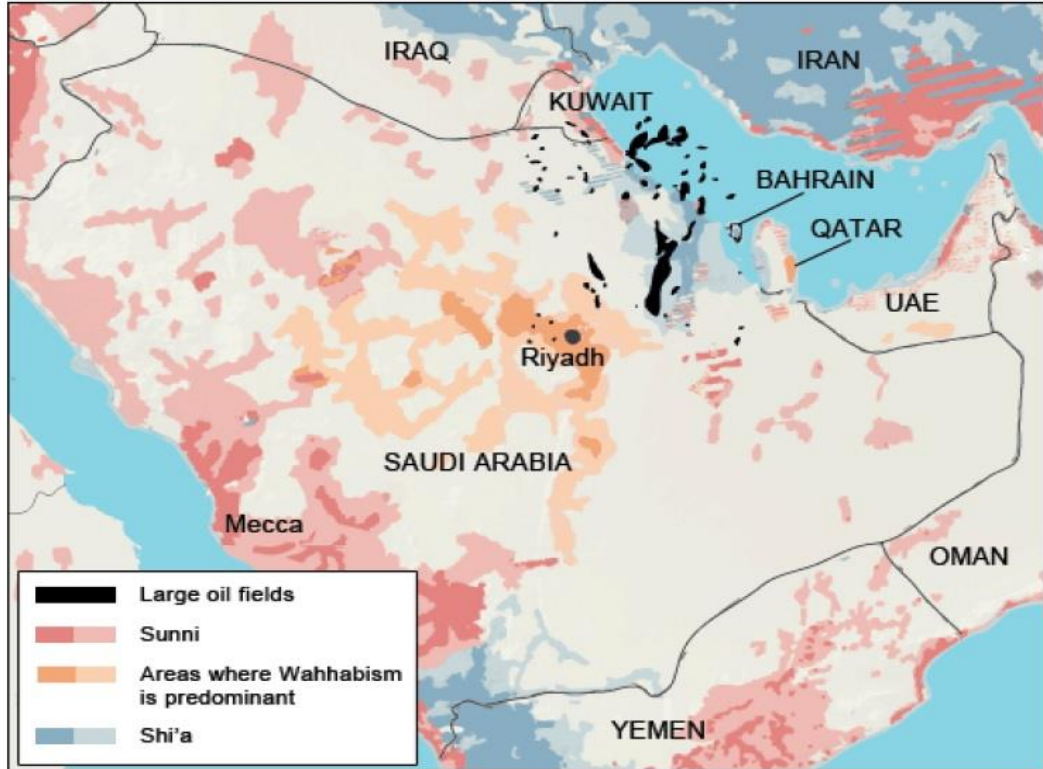 IRAQ
IRAN
KUWAIT
BAHRAIN
QATAR
UAE
Riyadh
SAUDI ARABIA
Mecca
OMAN
YEMEN
Large oil fields
Sunni
Areas where Wahhabism
is predominant
Shi'a